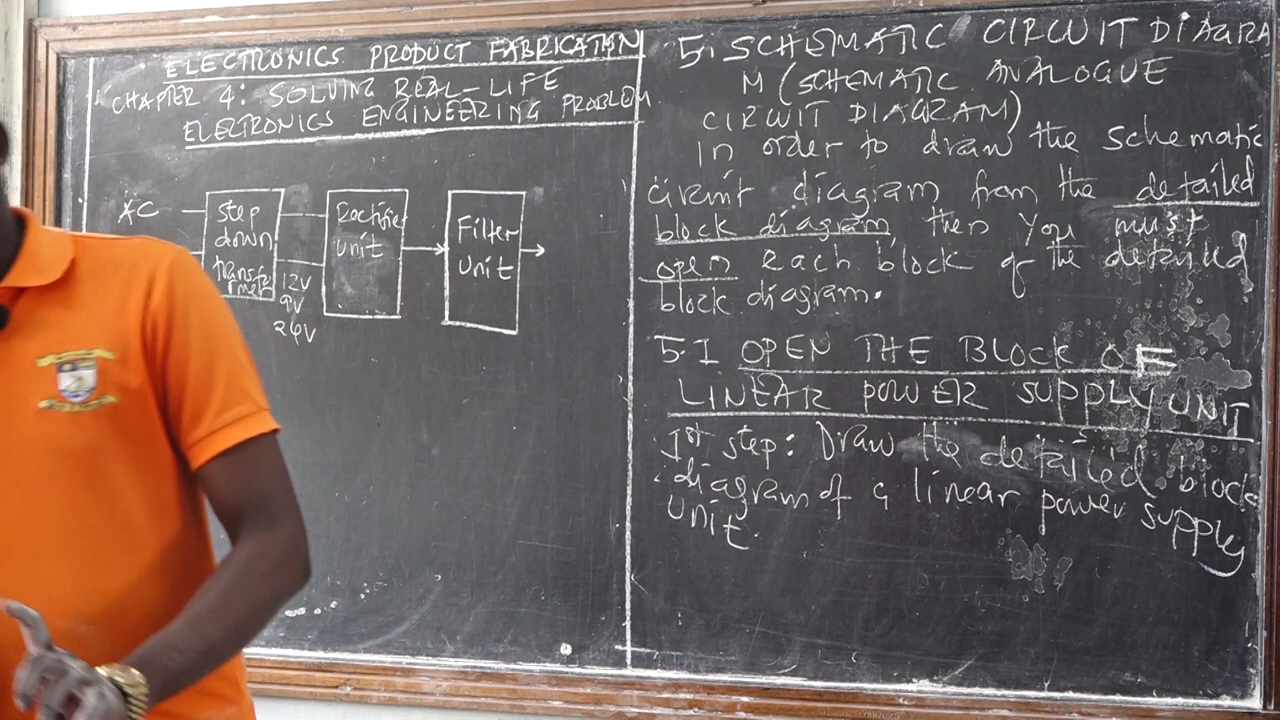 ELECTRONICS PRODUCT FABRICATION
CHAPTER 4: SOLVING REAL-LIFE
ELECTRONICS ENGINEERING PROBLEM
AC
step
down
transfo
rmer
12V
9V
24V
Rectifier
unit
Filter
Unit
5. SCHEMATIC CIRCUIT DIAGRA
M (SCHEMATIC ANALOGUE
CIRCUIT DIAGRAM)
In order to draw the schematic
circuit diagram from the detailed
block diagram then you must
open each block of the detailed
block diagram.
5.1 OPEN THE BLOCK OF
LINEAR POWER SUPPLY UNIT
1st step: Draw the detailed block
diagram of a linear power supply
Unit.